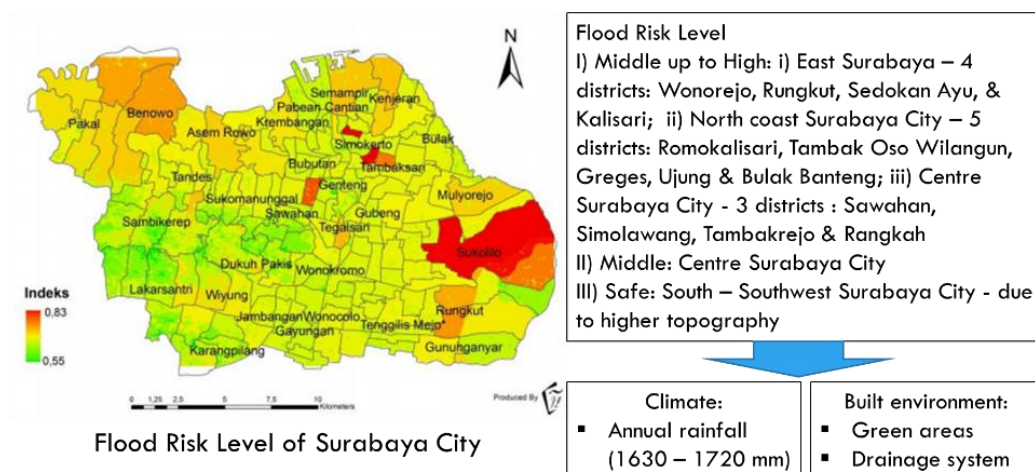 N
Semampir
Pabean Cantian
Kenjeran
Benowo
Krembangan
Pakal
Asem Rowo
Simokerto
Bulak
Bubutan
Tambaksari
Tandes
Genteng
Mulyorejo
Sukomanunggal
Sawahan
Gubeng
Sambikerep
Tegalsari
Sukolilo
Dukuh Pakis
Wonokromo
Lakarsantri
Wiyung
Rungkut
Jambangan
Wonocolo
Tenggilis Mejo
Gayungan
Gununganyar
Karangpilang
Indeks
0,83
0,55
0 1,25 2,5 5 7,5 10
Kilometers
Produced By
Flood Risk Level of Surabaya City
Flood Risk Level
I) Middle up to High: i) East Surabaya – 4
districts: Wonorejo, Rungkut, Sedokan Ayu, &
Kalisari; ii) North coast Surabaya City – 5
districts: Romokalisari, Tambak Oso Wilangun,
Greges, Ujung & Bulak Banteng; iii) Centre
Surabaya City - 3 districts : Sawahan,
Simolawang, Tambakrejo & Rangkah
II) Middle: Centre Surabaya City
III) Safe: South – Southwest Surabaya City - due
to higher topography
Climate:
▪ Annual rainfall
(1630 – 1720 mm)
Built environment:
▪ Green areas
▪ Drainage system